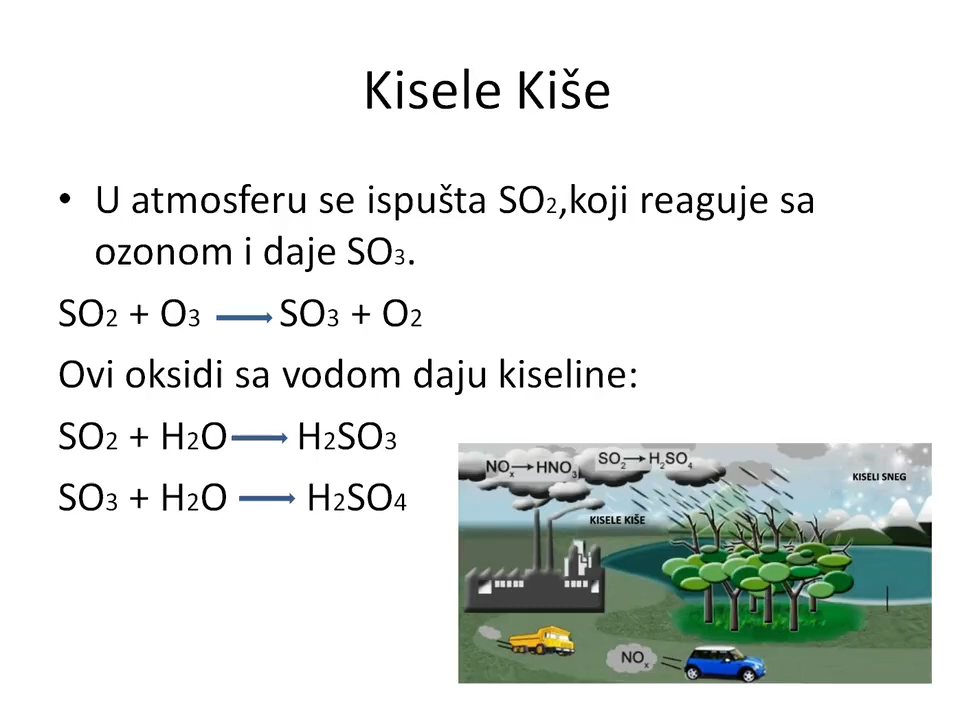 Kisele Kiše
• U atmosferu se ispušta SO₂,koji reaguje sa
ozonom i daje SO₃.
SO₂ + O₃ → SO₃ + O₂
Ovi oksidi sa vodom daju kiseline:
SO₂ + H₂O → H₂SO₃
SO₃ + H₂O → H₂SO₄
NOₓ→HNO₃
SO₂→H₂SO₄
KISELI SNEG
KISELE KIŠE
NOₓ